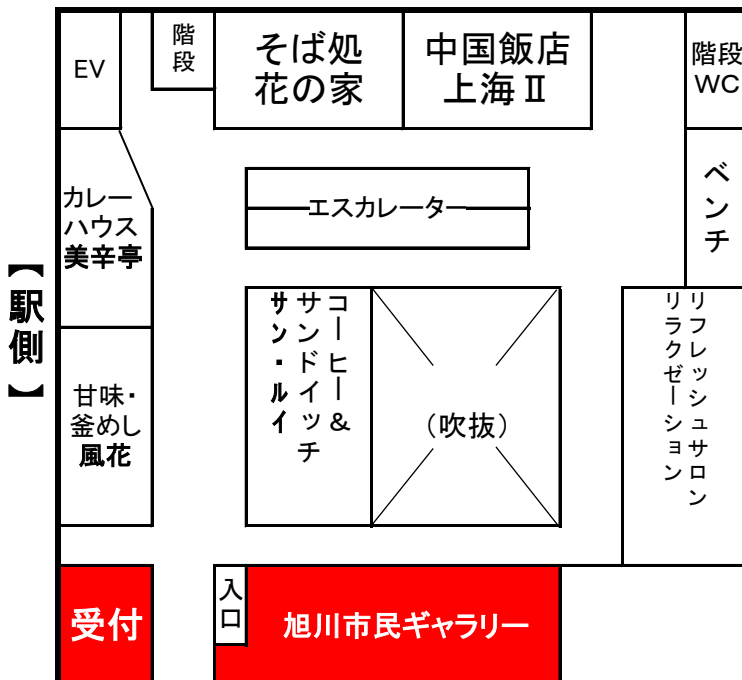 EV
階
段
そば処
花の家
中国飯店
上海Ⅱ
階段
WC
カレー
ハウス
美辛亭
エスカレーター
ベンチ
【駅側】
コーヒー&
サンドイッチ
サン・ルイ
(吹抜)
リフレッシュサロン
リラクゼーション
甘味・
釜めし
風花
受付
入
口
旭川市民ギャラリー